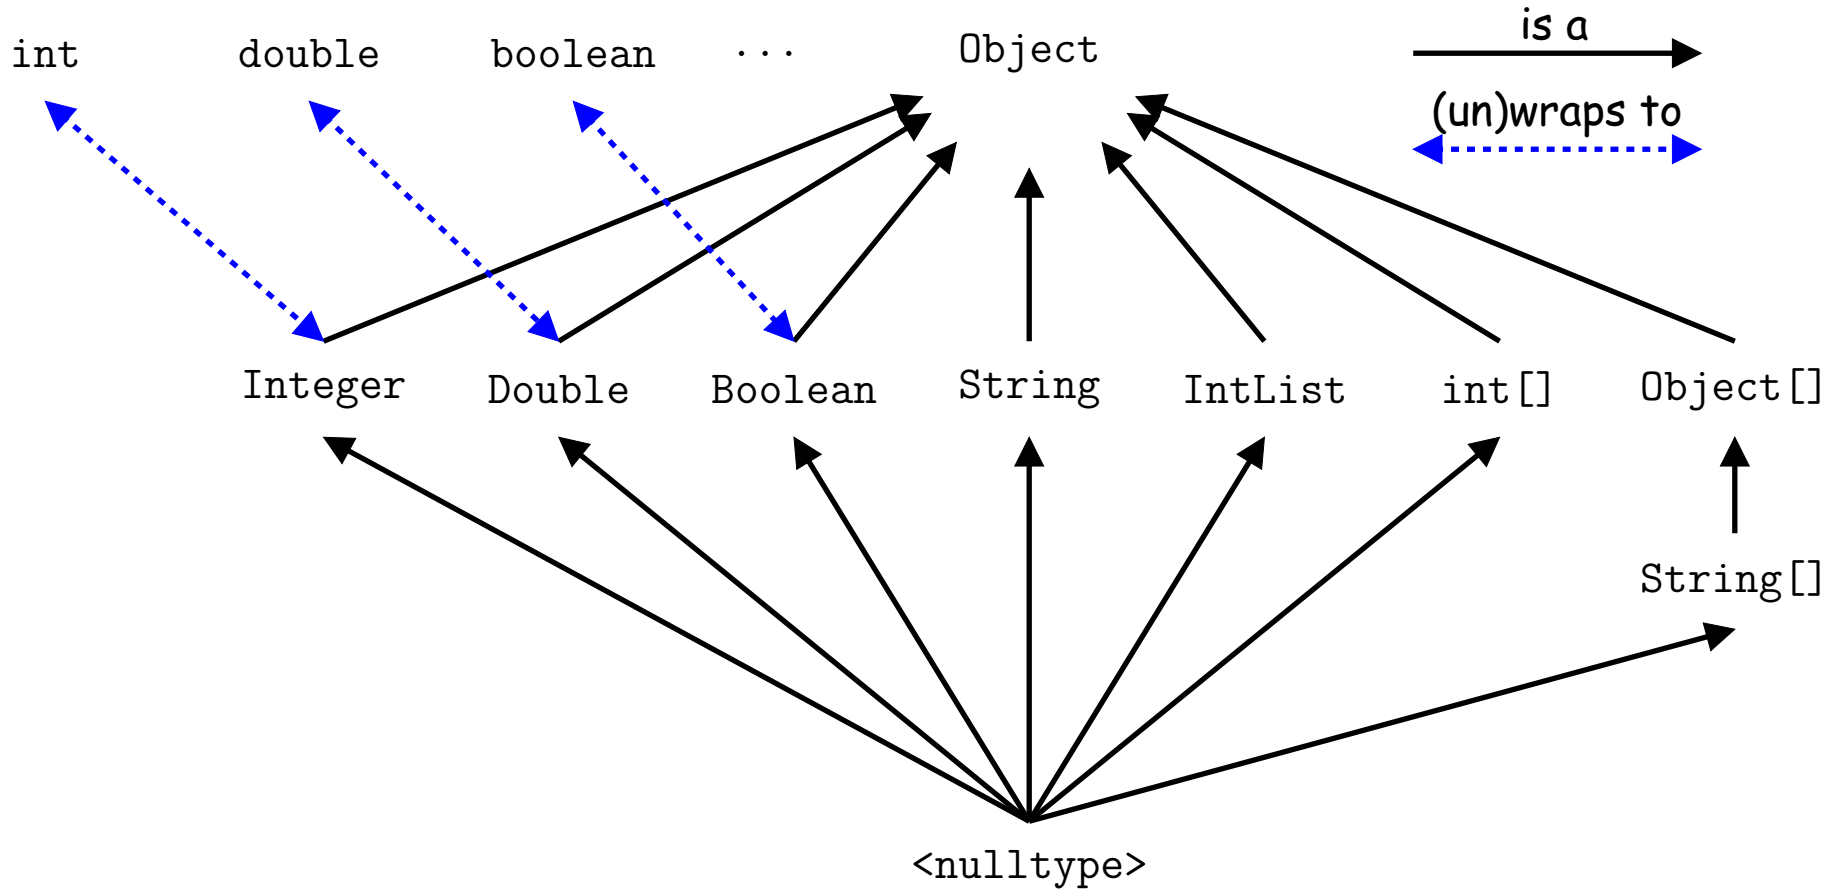 int double boolean ... Object
is a
(un)wraps to
Integer Double Boolean String IntList int[] Object[]
String[]
<nulltype>